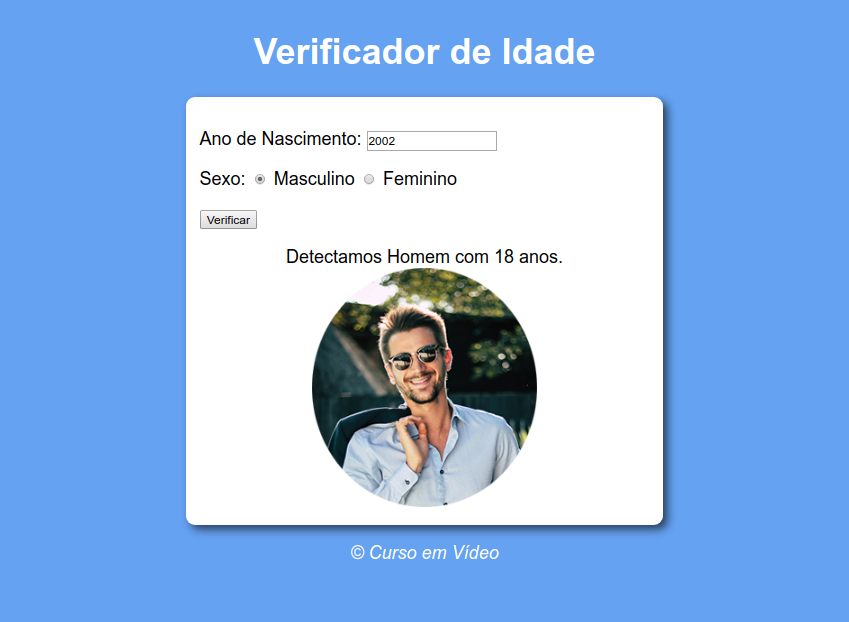 Verificador de Idade
Ano de Nascimento: 2002
Sexo: Masculino Feminino
Verificar
Detectamos Homem com 18 anos.
© Curso em Vídeo